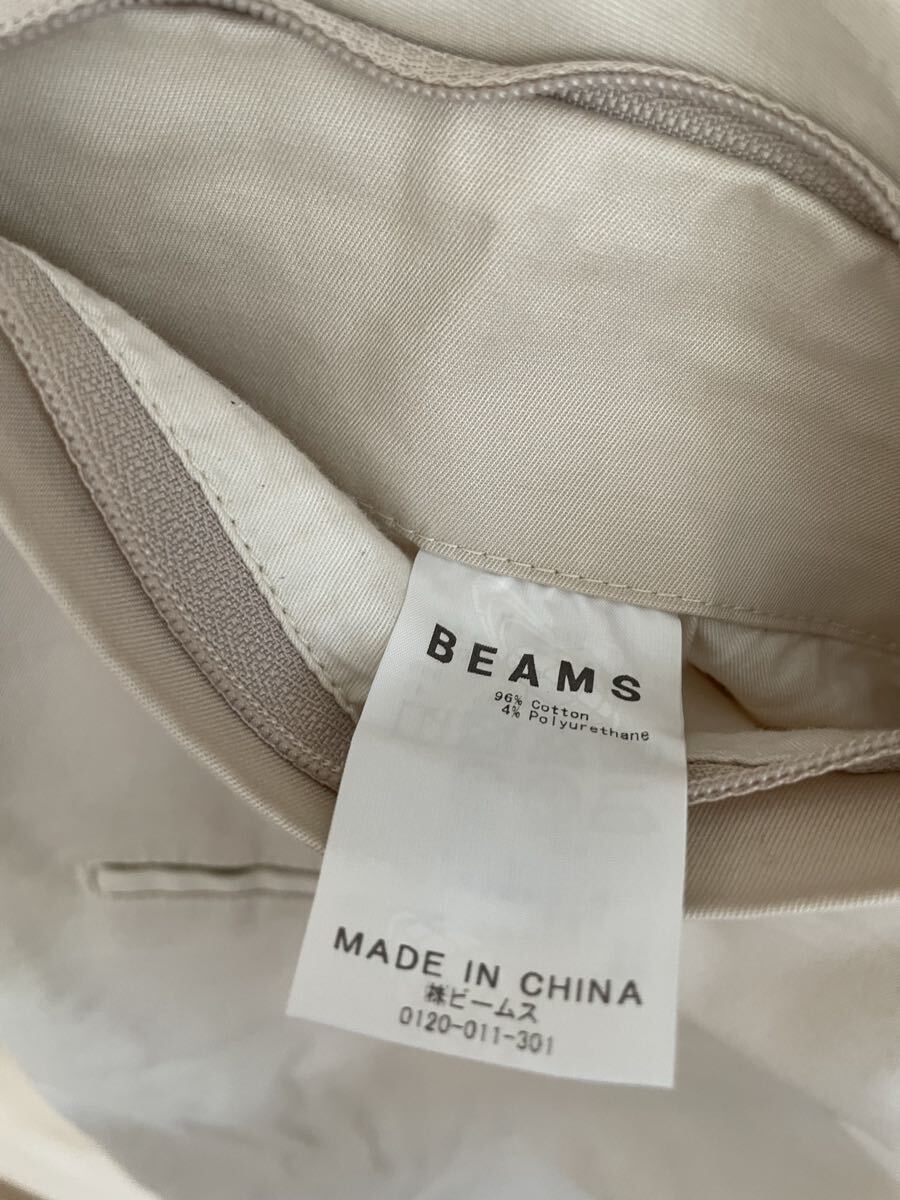 BEAMS
96% Cotton
4% Polyurethane
MADE IN CHINA
㈱ビームス
0120-011-301